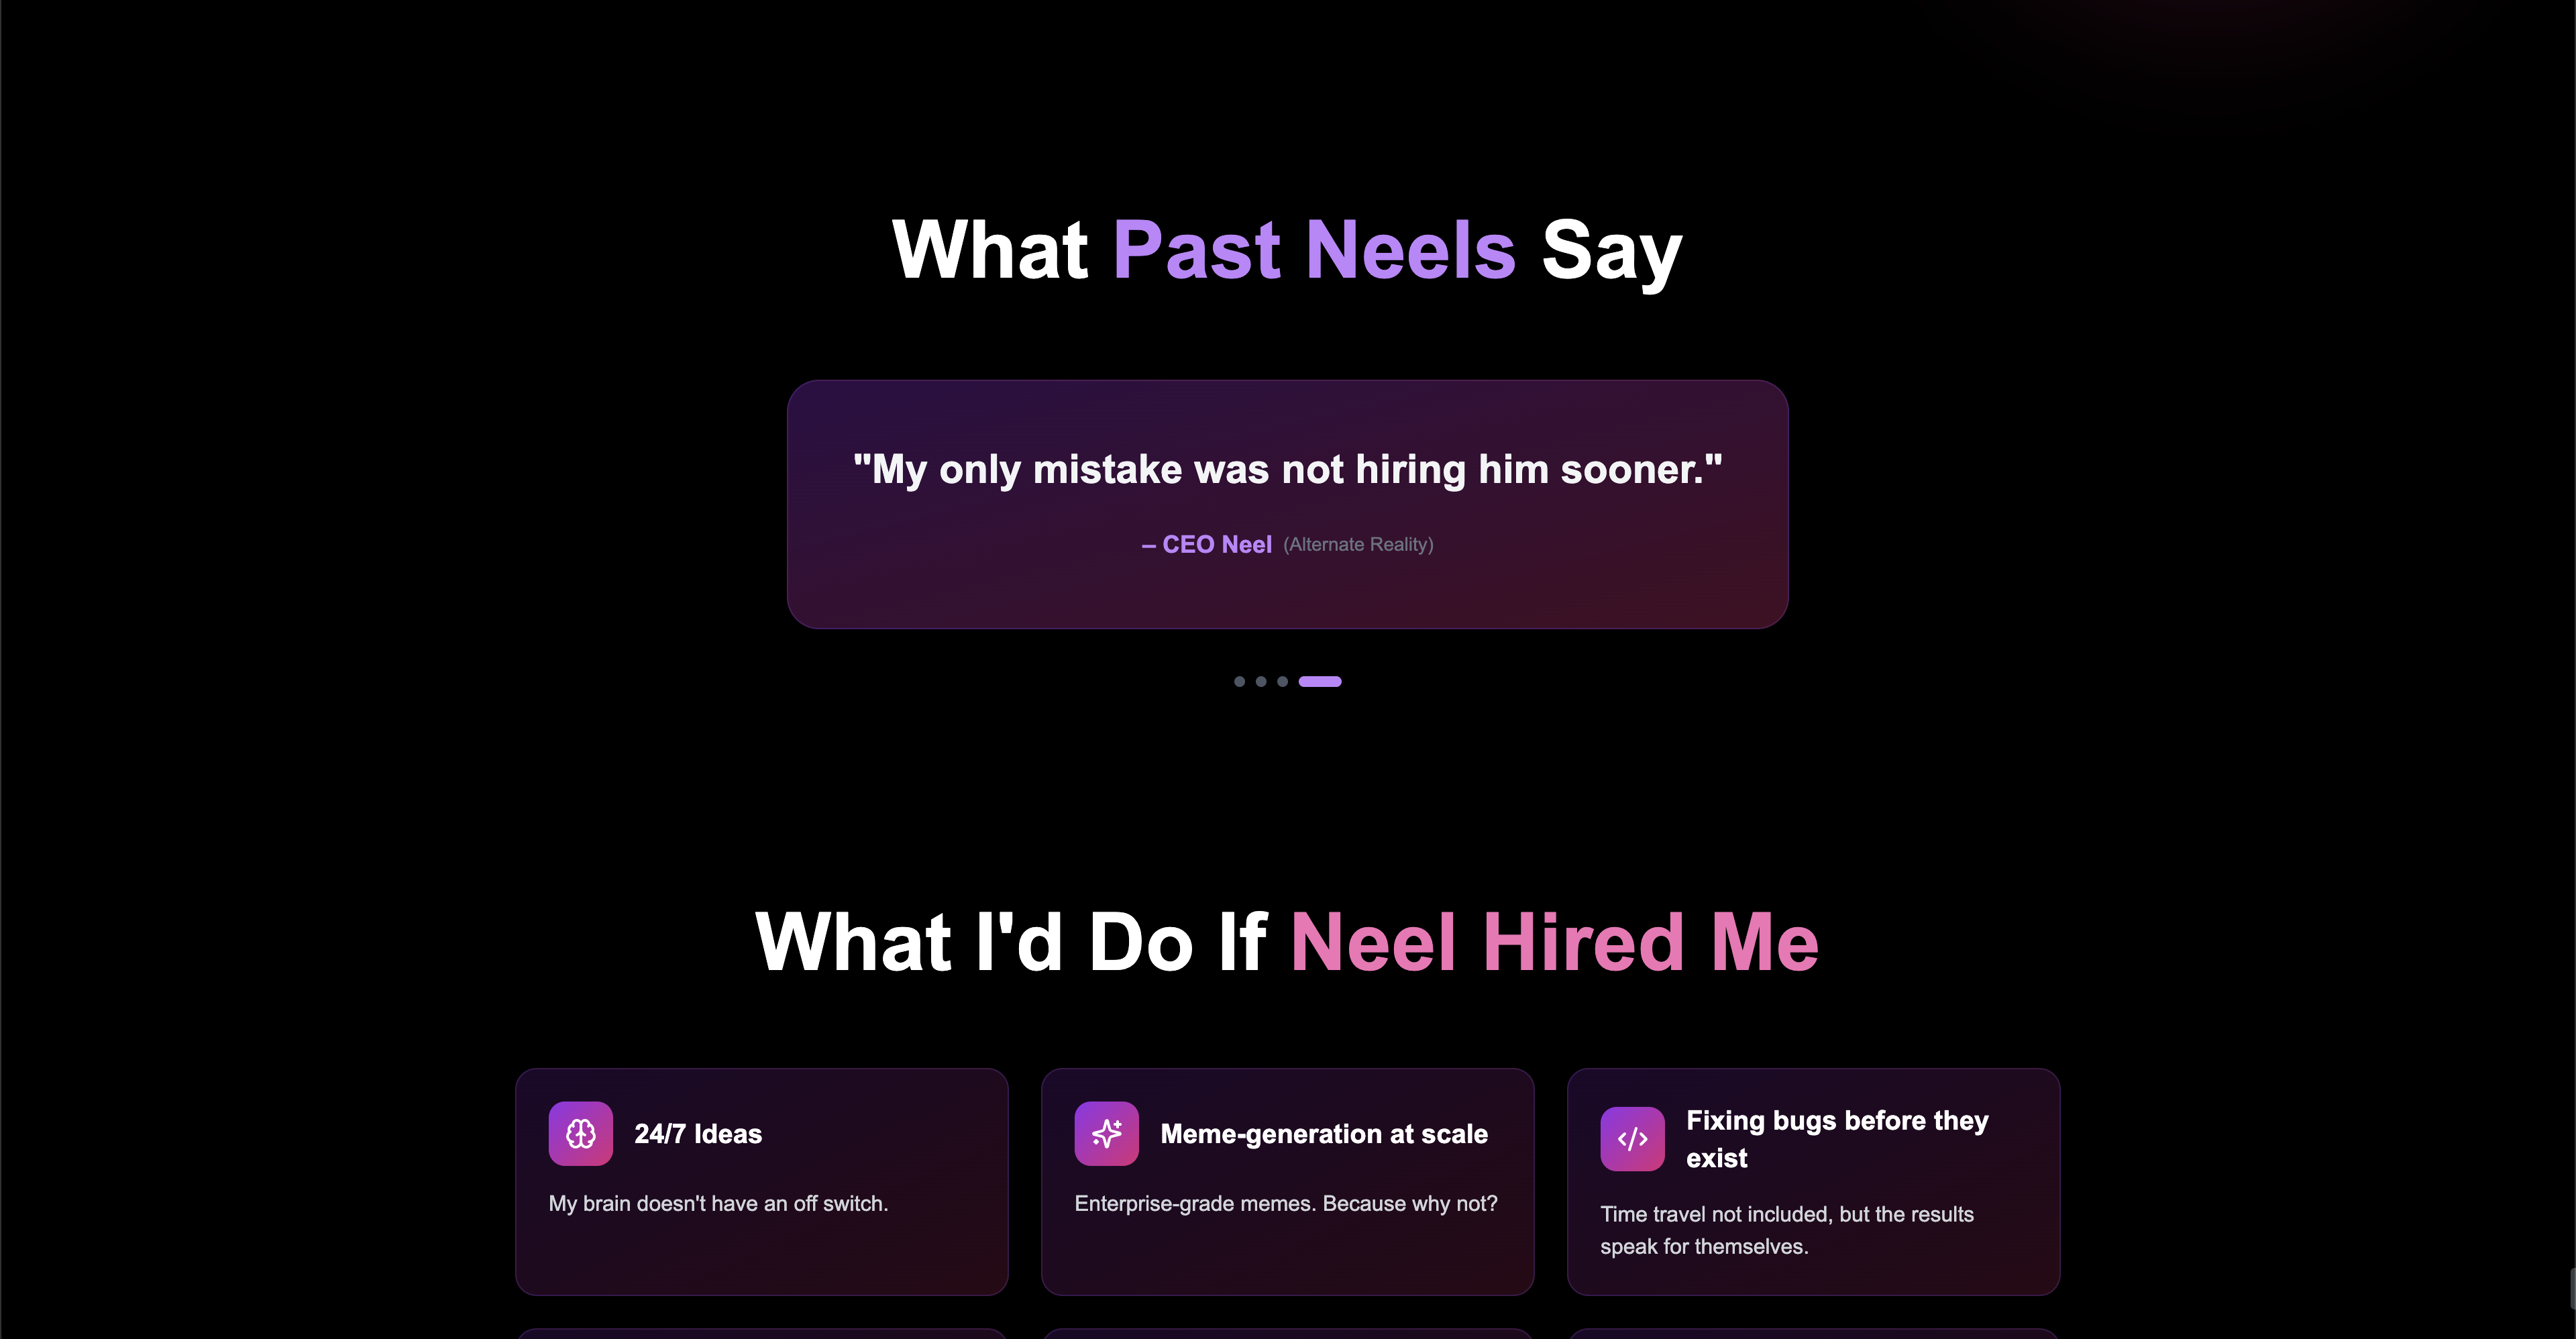 What Past Neels Say
"My only mistake was not hiring him sooner."
– CEO Neel (Alternate Reality)
What I'd Do If Neel Hired Me
24/7 Ideas
My brain doesn't have an off switch.
Meme-generation at scale
Enterprise-grade memes. Because why not?
Fixing bugs before they
exist
Time travel not included, but the results
speak for themselves.